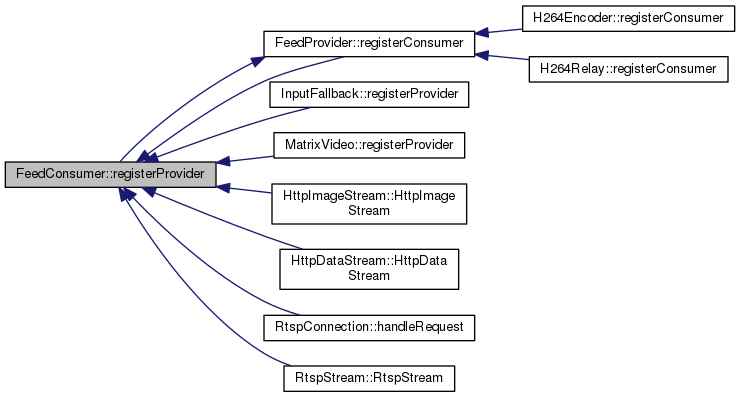 H264Encoder::registerConsumer
FeedProvider::registerConsumer
H264Relay::registerConsumer
InputFallback::registerProvider
MatrixVideo::registerProvider
FeedConsumer::registerProvider
HttpImageStream::HttpImage
Stream
HttpDataStream::HttpData
Stream
RtspConnection::handleRequest
RtspStream::RtspStream